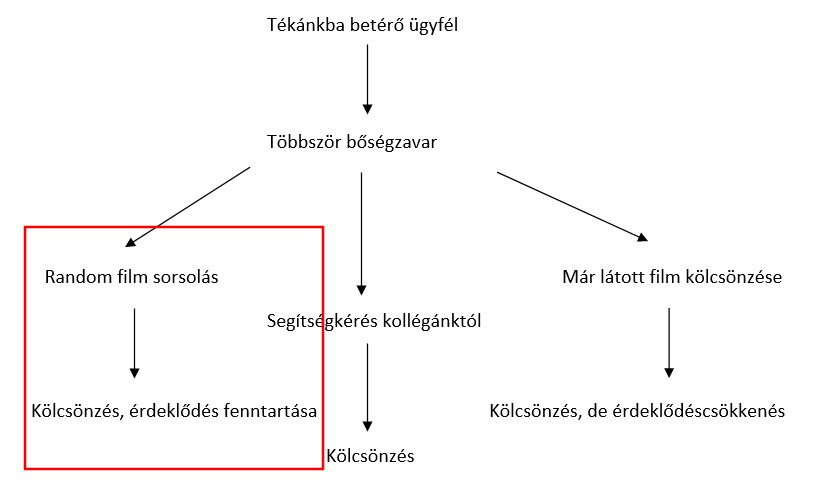 Tékánkba betérő ügyfél
Többször bőségzavar
Random film sorsolás
Már látott film kölcsönzése
Segítségkérés kollégánktól
Kölcsönzés, érdeklődés fenntartása
Kölcsönzés, de érdeklődéscsökkenés
Kölcsönzés